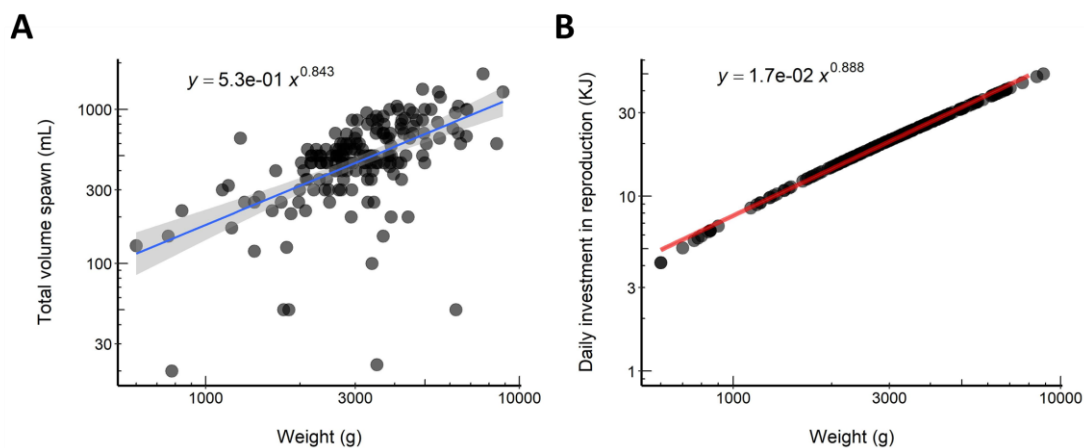 A
y = 5.3e-01 x^0.843
Total volume spawn (mL)
1000
300
100
30
1000
3000
10000
Weight (g)
B
y = 1.7e-02 x^0.888
Daily investment in reproduction (KJ)
30
10
3
1
1000
3000
10000
Weight (g)